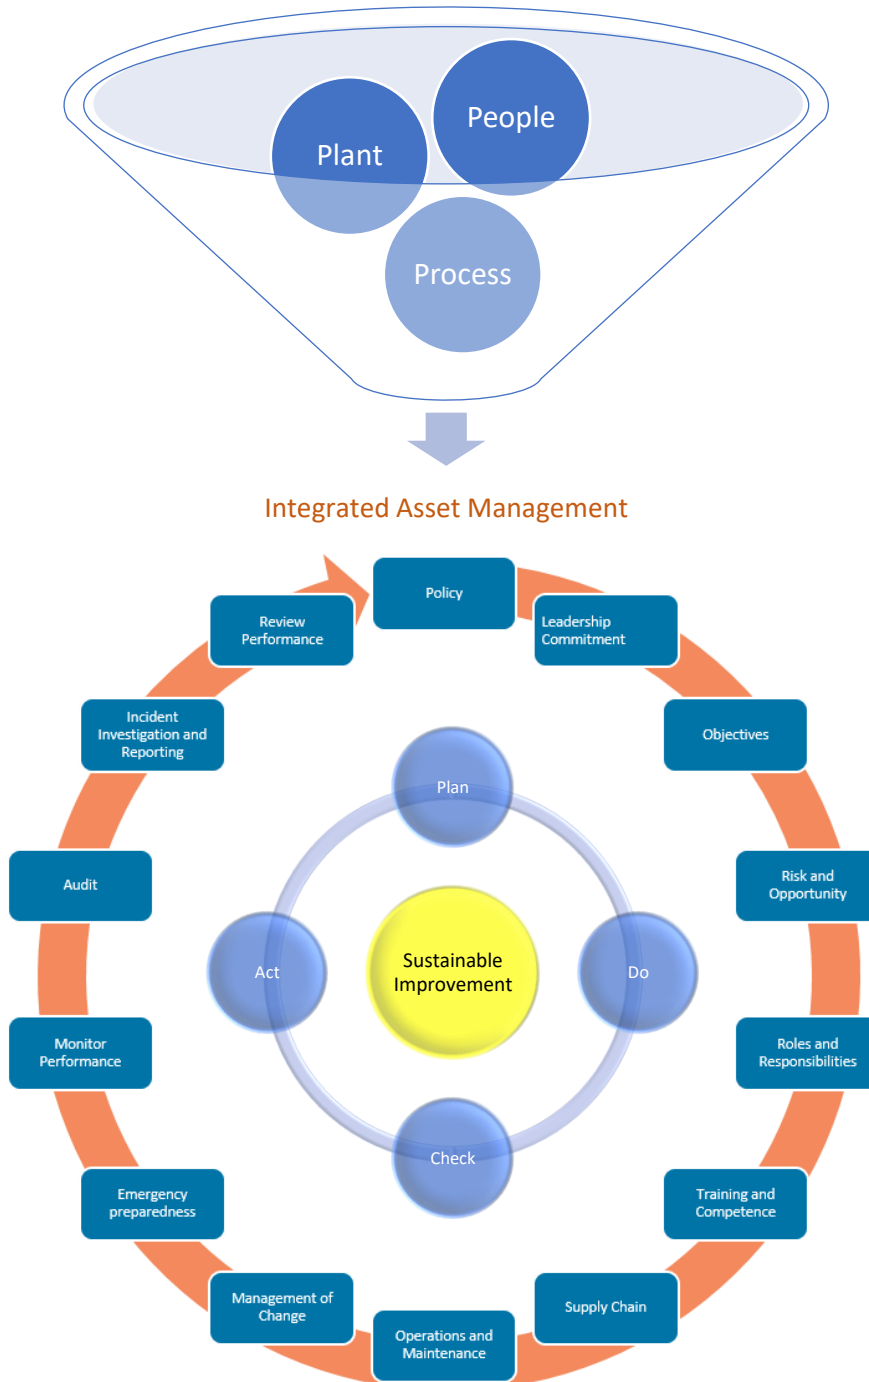 People
Plant
Process
Integrated Asset Management
Policy
Leadership
Commitment
Objectives
Risk and
Opportunity
Roles and
Responsibilities
Training and
Competence
Supply Chain
Operations and
Maintenance
Management of
Change
Emergency
preparedness
Monitor
Performance
Audit
Incident
Investigation and
Reporting
Review
Performance
Plan
Do
Check
Act
Sustainable
Improvement